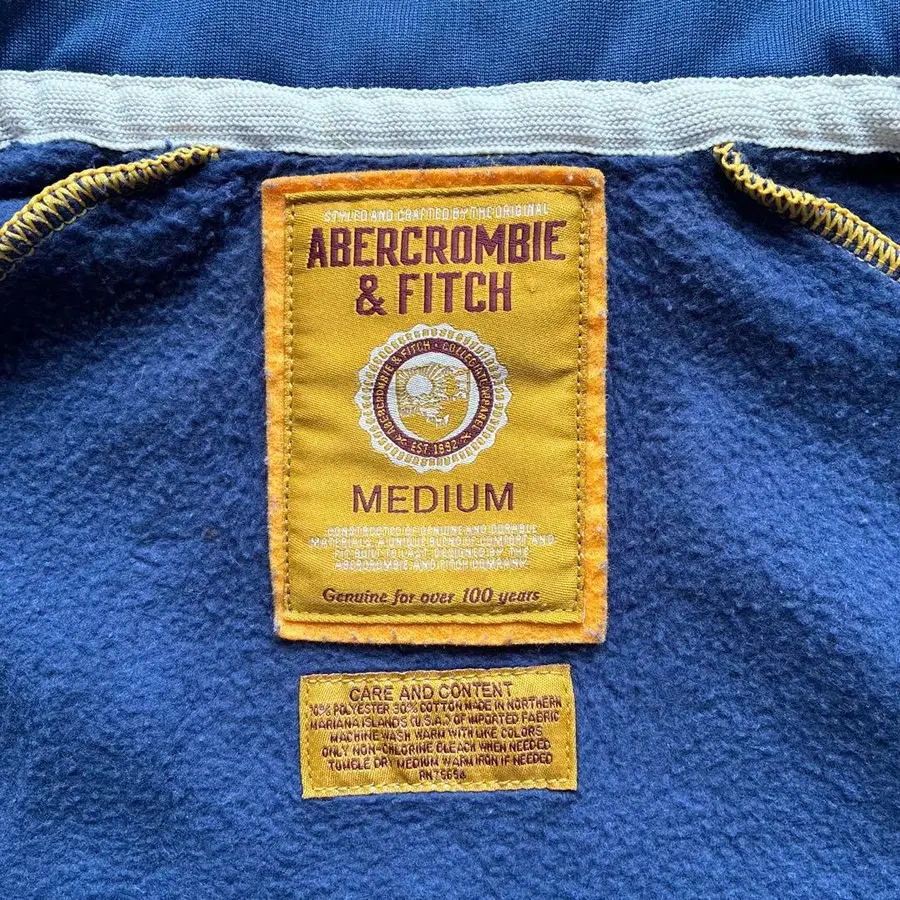 STYLED AND CRAFTED BY THE ORIGINAL
ABERCROMBIE
& FITCH
ABERCROMBIE & FITCH • COLLEGIATE APPAREL
EST. 1892
MEDIUM
CONSTRUCTED OF GENUINE AND DURABLE
MATERIALS. A UNIQUE BLEND OF COMFORT AND
FIT. BUILT TO LAST. DESIGNED BY THE
ABERCROMBIE AND FITCH COMPANY.
Genuine for over 100 years
CARE AND CONTENT
POLYESTER 30% COTTON MADE IN NORTHERN
MARIANA ISLANDS (U.S.A.) OF IMPORTED FABRIC
MACHINE WASH WARM WITH LIKE COLORS
ONLY NON-CHLORINE BLEACH WHEN NEEDED
TUMBLE DRY MEDIUM WARM IRON IF NEEDED
RN75654